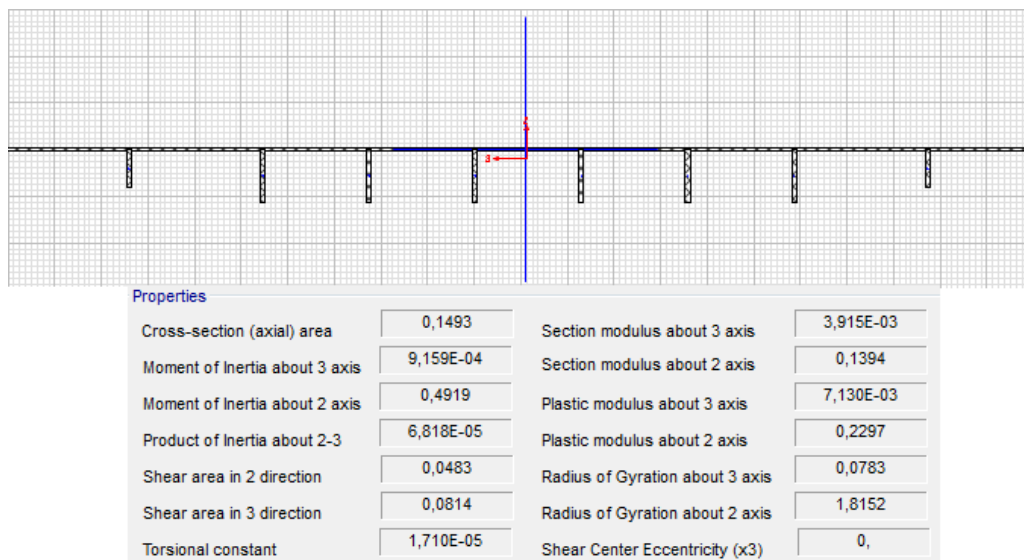 3
Properties
Cross-section (axial) area 0,1493 Section modulus about 3 axis 3,915E-03
Moment of Inertia about 3 axis 9,159E-04 Section modulus about 2 axis 0,1394
Moment of Inertia about 2 axis 0,4919 Plastic modulus about 3 axis 7,130E-03
Product of Inertia about 2-3 6,818E-05 Plastic modulus about 2 axis 0,2297
Shear area in 2 direction 0,0483 Radius of Gyration about 3 axis 0,0783
Shear area in 3 direction 0,0814 Radius of Gyration about 2 axis 1,8152
Torsional constant 1,710E-05 Shear Center Eccentricity (x3) 0,